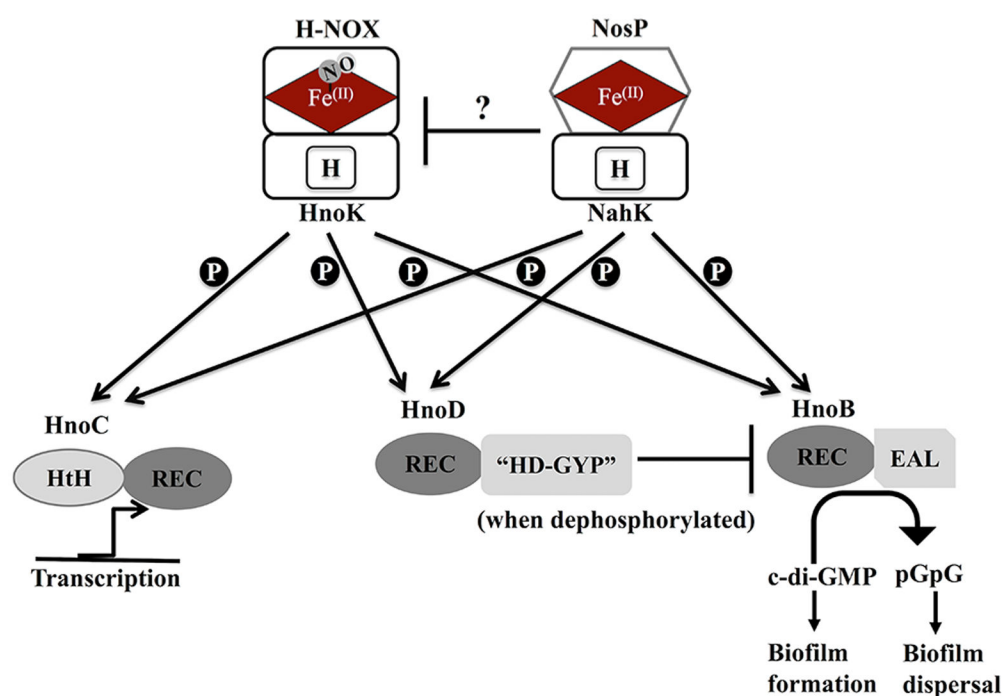 H-NOX
NosP
N O
Fe(II)
Fe(II)
?
H
H
HnoK
NahK
P
P
P
P
P
P
HnoC
HnoD
HnoB
HtH
REC
REC
“HD-GYP”
REC
EAL
(when dephosphorylated)
Transcription
c-di-GMP
pGpG
Biofilm
formation
Biofilm
dispersal